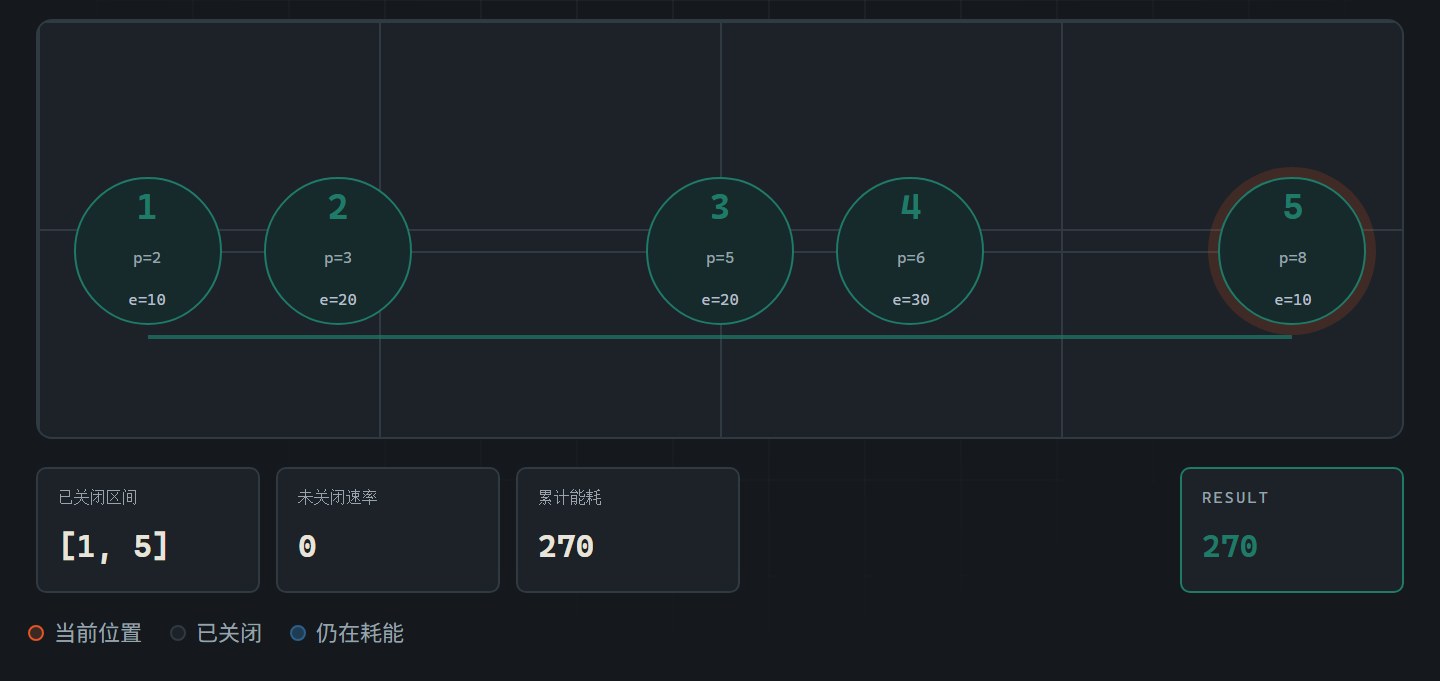 1 2 3 4 5
p=2 p=3 p=5 p=6 p=8
e=10 e=20 e=20 e=30 e=10
已关闭区间 未关闭速率 累计能耗 RESULT
[1, 5] 0 270 270
当前位置 已关闭 仍在耗能